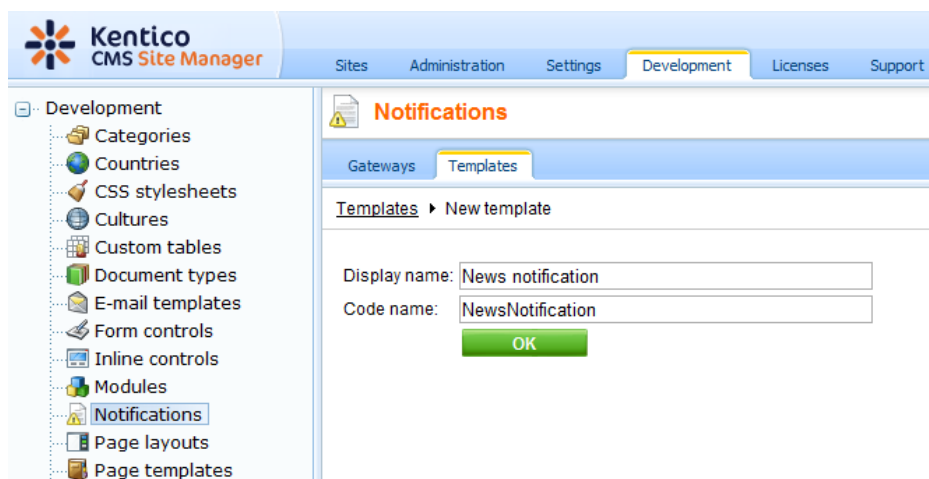 Kentico
CMS Site Manager
Sites Administration Settings Development Licenses Support
Development
Categories
Countries
CSS stylesheets
Cultures
Custom tables
Document types
E-mail templates
Form controls
Inline controls
Modules
Notifications
Page layouts
Page templates
Notifications
Gateways Templates
Templates New template
Display name: News notification
Code name: NewsNotification
OK